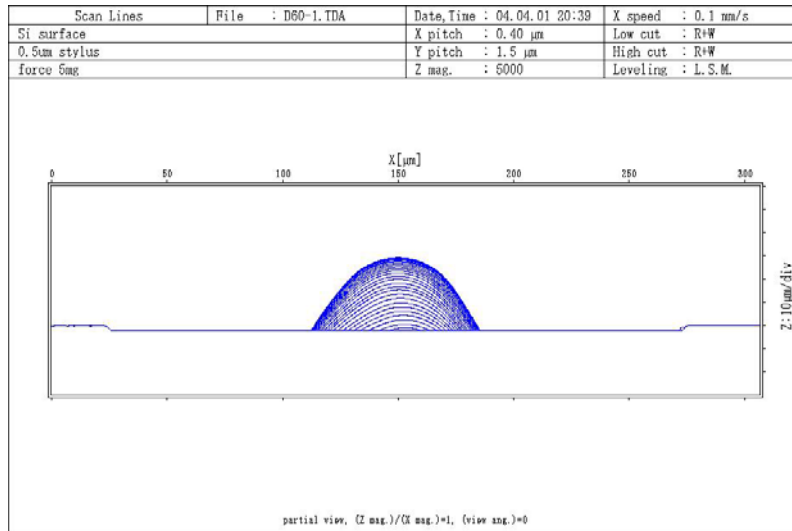 Scan Lines File : D60-1.TDA Date,Time : 04.04.01 20:39 X speed : 0.1 mm/s
Si surface X pitch : 0.40 μm Low cut : R+W
0.5um stylus Y pitch : 1.5 μm High cut : R+W
force 5mg Z mag. : 5000 Leveling : L.S.M.
X[μm]
0 50 100 150 200 250 300
Z:10μm/div
partial view, (Z mag.)/(X mag.)=1, (view ang.)=0